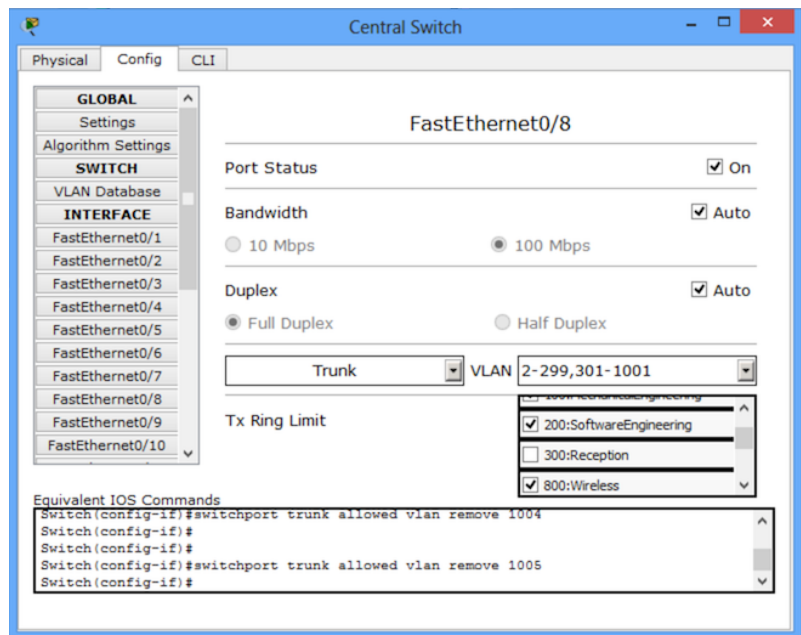 Central Switch
Physical Config CLI
GLOBAL
Settings
Algorithm Settings
SWITCH
VLAN Database
INTERFACE
FastEthernet0/1
FastEthernet0/2
FastEthernet0/3
FastEthernet0/4
FastEthernet0/5
FastEthernet0/6
FastEthernet0/7
FastEthernet0/8
FastEthernet0/9
FastEthernet0/10
FastEthernet0/8
Port Status On
Bandwidth Auto
10 Mbps 100 Mbps
Duplex Auto
Full Duplex Half Duplex
Trunk VLAN 2-299,301-1001
Tx Ring Limit
100:MechanicalEngineering
200:SoftwareEngineering
300:Reception
800:Wireless
Equivalent IOS Commands
Switch(config-if)#switchport trunk allowed vlan remove 1004
Switch(config-if)#
Switch(config-if)#
Switch(config-if)#switchport trunk allowed vlan remove 1005
Switch(config-if)#